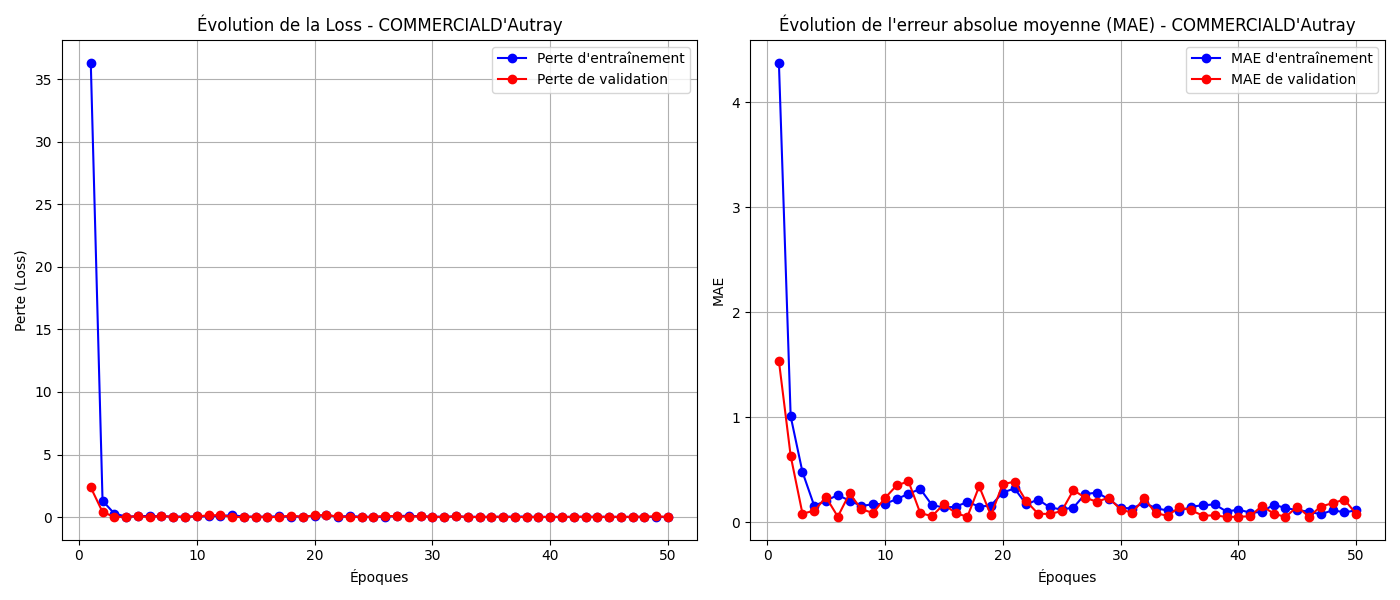 Évolution de la Loss - COMMERCIALD'Autray
Perte d'entraînement
Perte de validation
35
30
25
20
15
10
5
0
Perte (Loss)
0 10 20 30 40 50
Époques
Évolution de l'erreur absolue moyenne (MAE) - COMMERCIALD'Autray
MAE d'entraînement
MAE de validation
4
3
2
1
0
MAE
0 10 20 30 40 50
Époques